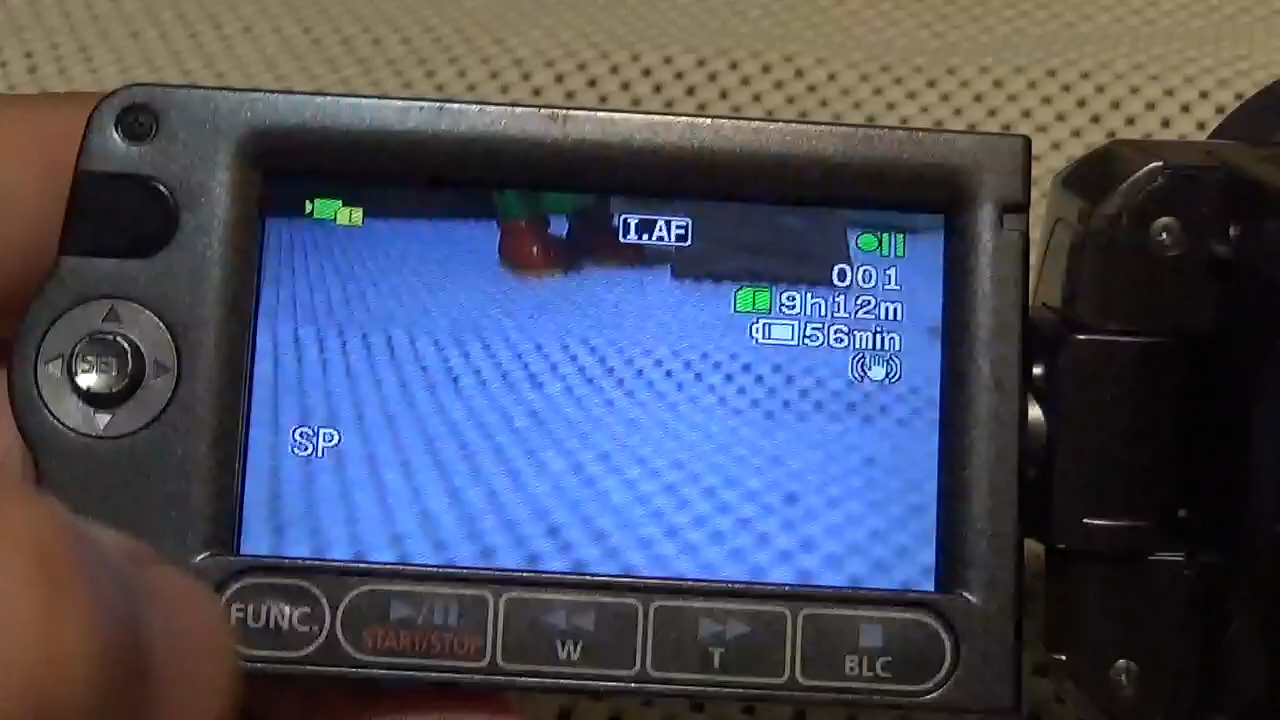 I.AF
001
9h12m
56min
SP
SET
FUNC.
START/STOP
W
T
BLC